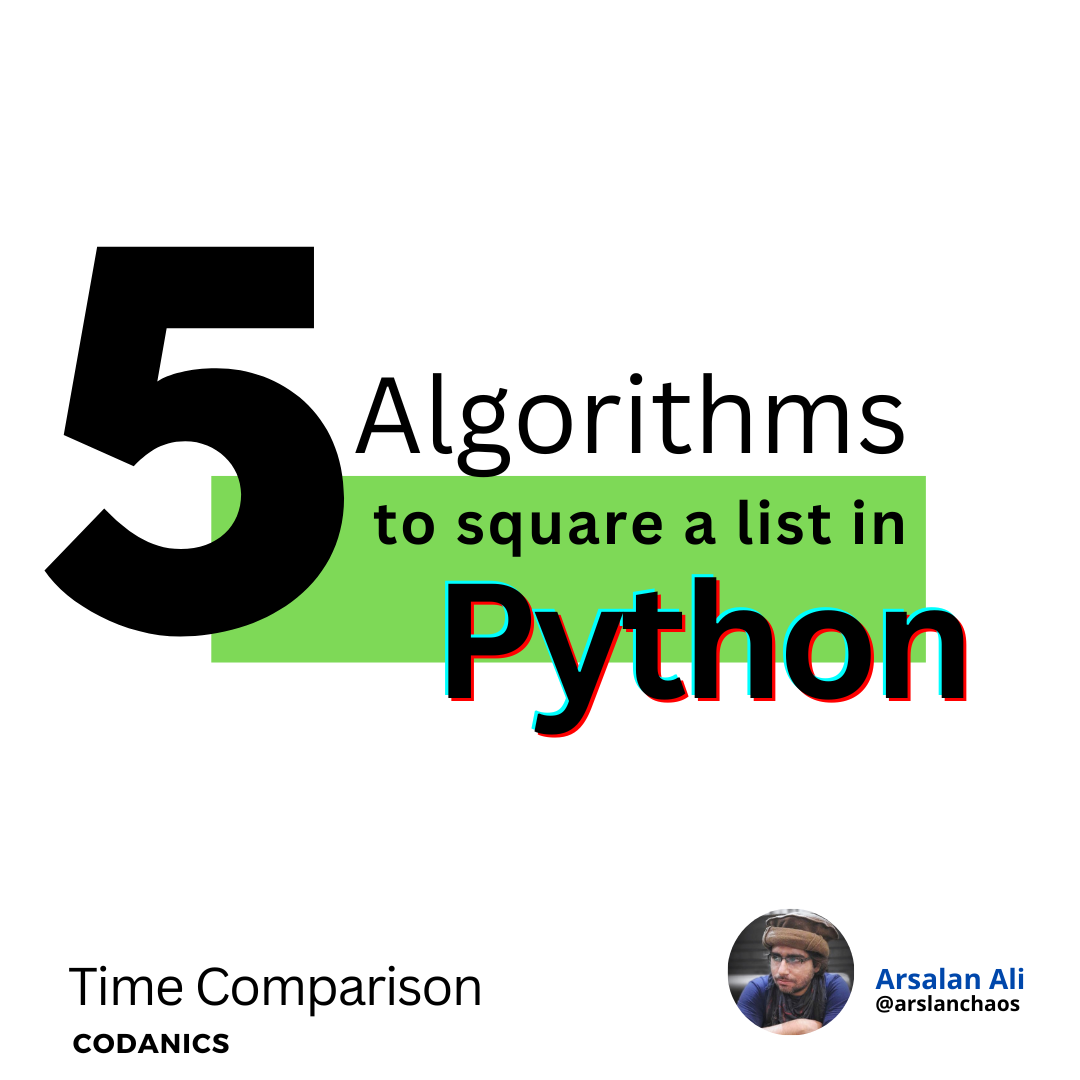 5
Algorithms
to square a list in
Python
Time Comparison
CODANICS
Arsalan Ali
@arslanchaos